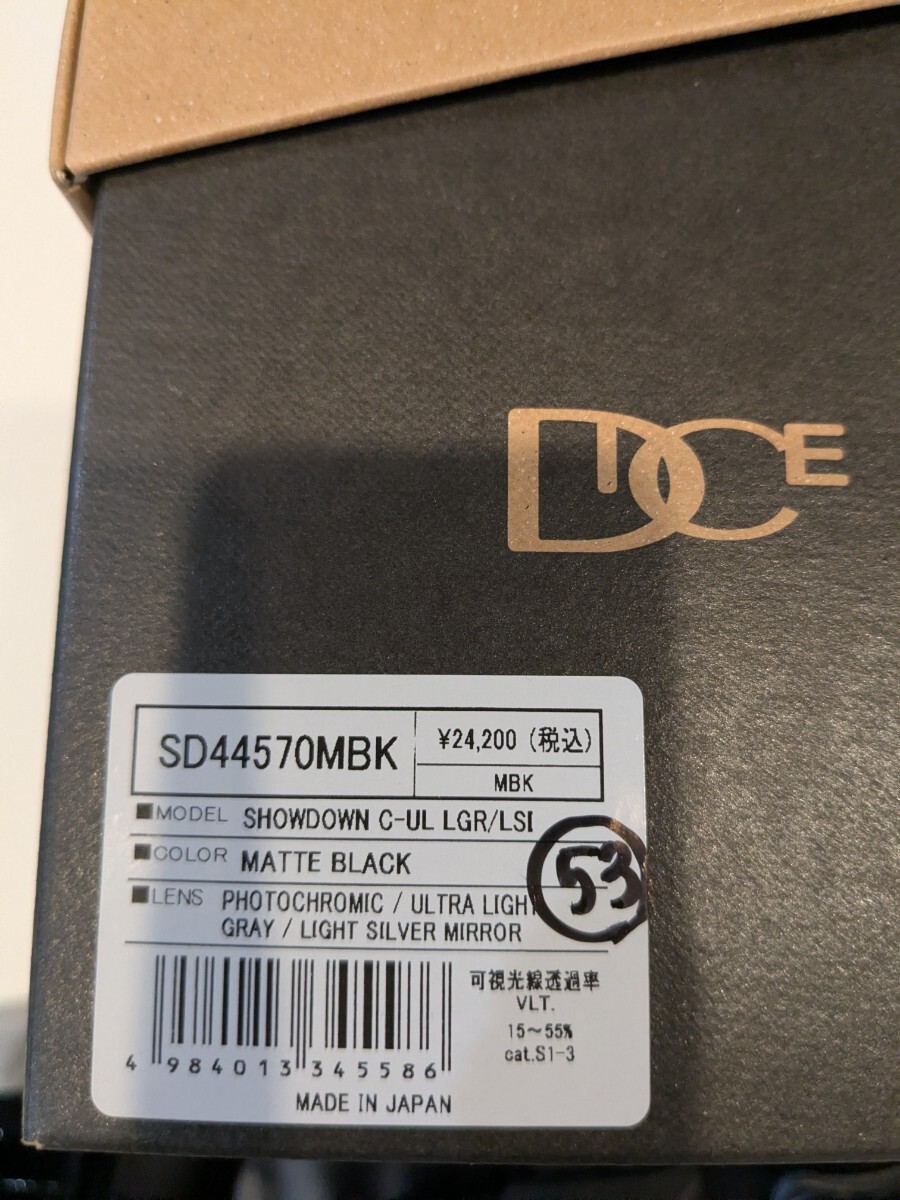 DICE
SD44570MBK
¥24,200 (税込)
MBK
■MODEL SHOWDOWN C-UL LGR/LSI
■COLOR MATTE BLACK
53
■LENS PHOTOCHROMIC / ULTRA LIGHT
GRAY / LIGHT SILVER MIRROR
可視光線透過率
VLT.
15～55%
cat.S1-3
4 984013 345586
MADE IN JAPAN